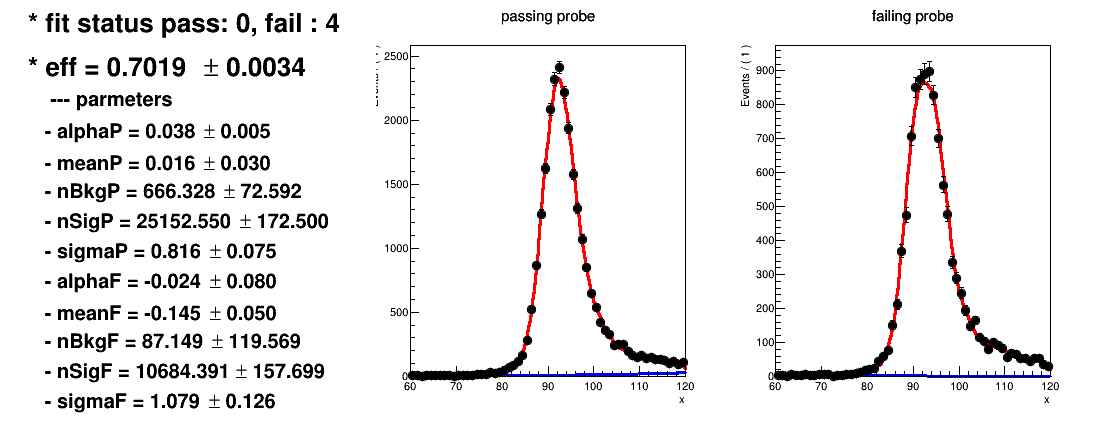 * fit status pass: 0, fail : 4
* eff = 0.7019 ± 0.0034
--- parmeters
- alphaP = 0.038 ± 0.005
- meanP = 0.016 ± 0.030
- nBkgP = 666.328 ± 72.592
- nSigP = 25152.550 ± 172.500
- sigmaP = 0.816 ± 0.075
- alphaF = -0.024 ± 0.080
- meanF = -0.145 ± 0.050
- nBkgF = 87.149 ± 119.569
- nSigF = 10684.391 ± 157.699
- sigmaF = 1.079 ± 0.126
passing probe
2500
2000
1500
1000
500
0
60 70 80 90 100 110 120
x
failing probe
Events / ( 1 )
900
800
700
600
500
400
300
200
100
0
60 70 80 90 100 110 120
x